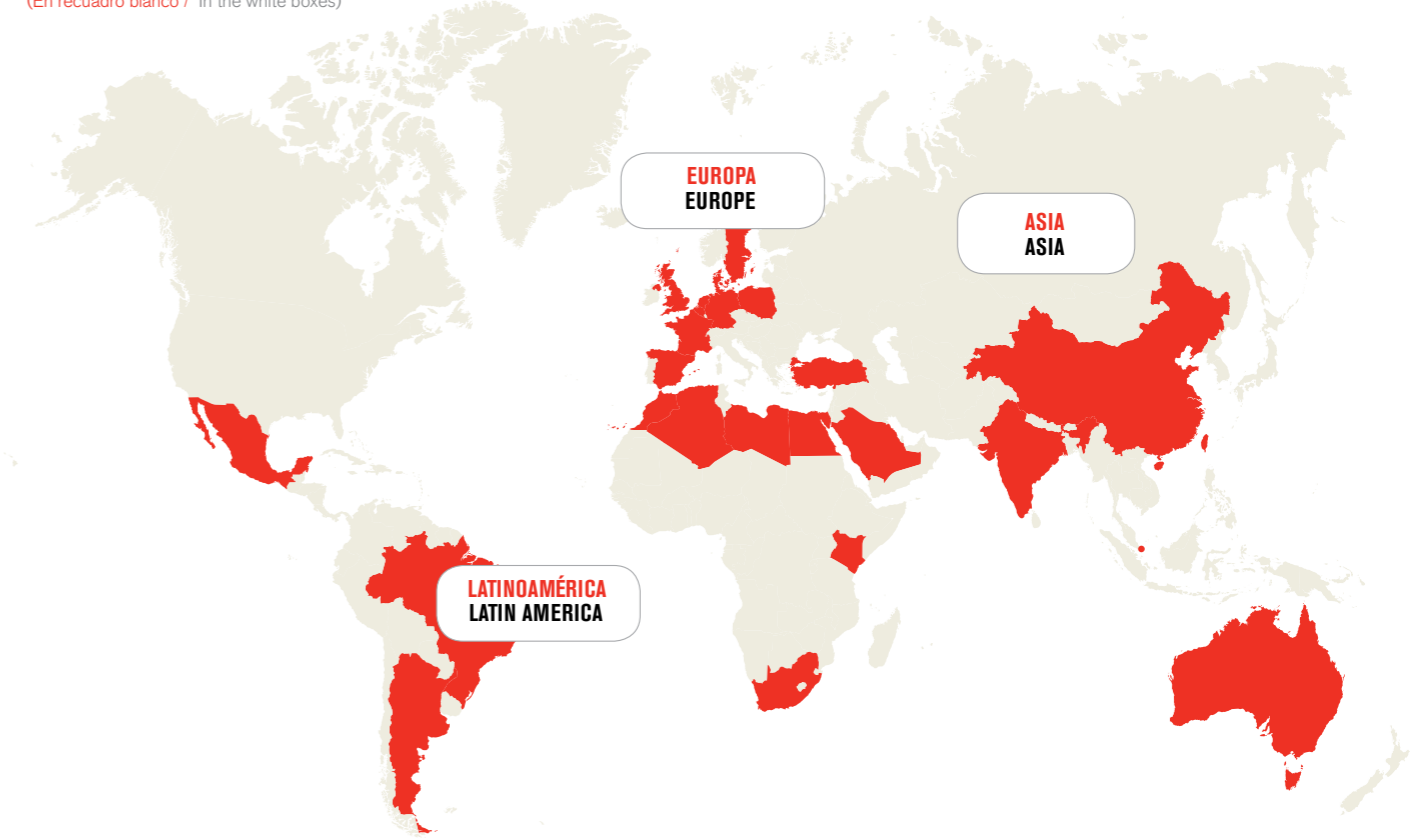 (En recuadro blanco / In the white boxes)
EUROPA
EUROPE
ASIA
ASIA
LATINOAMÉRICA
LATIN AMERICA